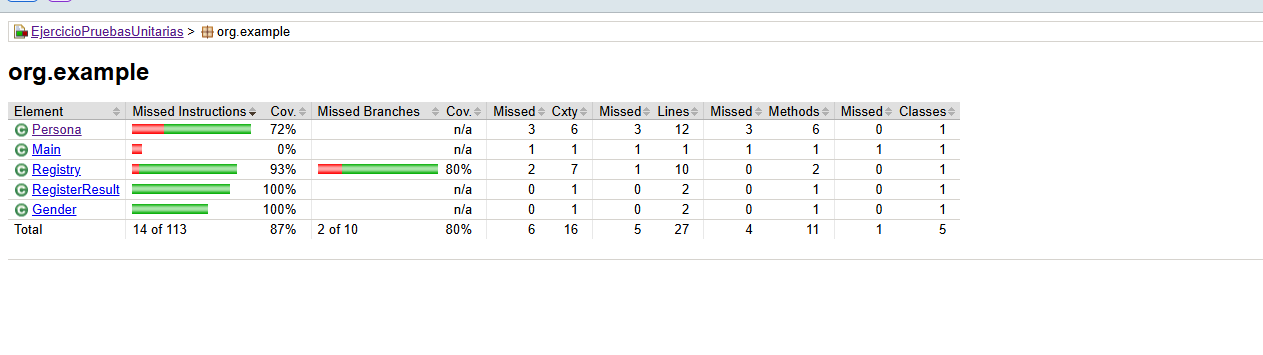 EjercicioPruebasUnitarias > org.example
org.example
Element Missed Instructions Cov. Missed Branches Cov. Missed Cxty Missed Lines Missed Methods Missed Classes
Persona 72% n/a 3 6 3 12 3 6 0 1
Main 0% n/a 1 1 1 1 1 1 1 1
Registry 93% 80% 2 7 1 10 0 2 0 1
RegisterResult 100% n/a 0 1 0 2 0 1 0 1
Gender 100% n/a 0 1 0 2 0 1 0 1
Total 14 of 113 87% 2 of 10 80% 6 16 5 27 4 11 1 5